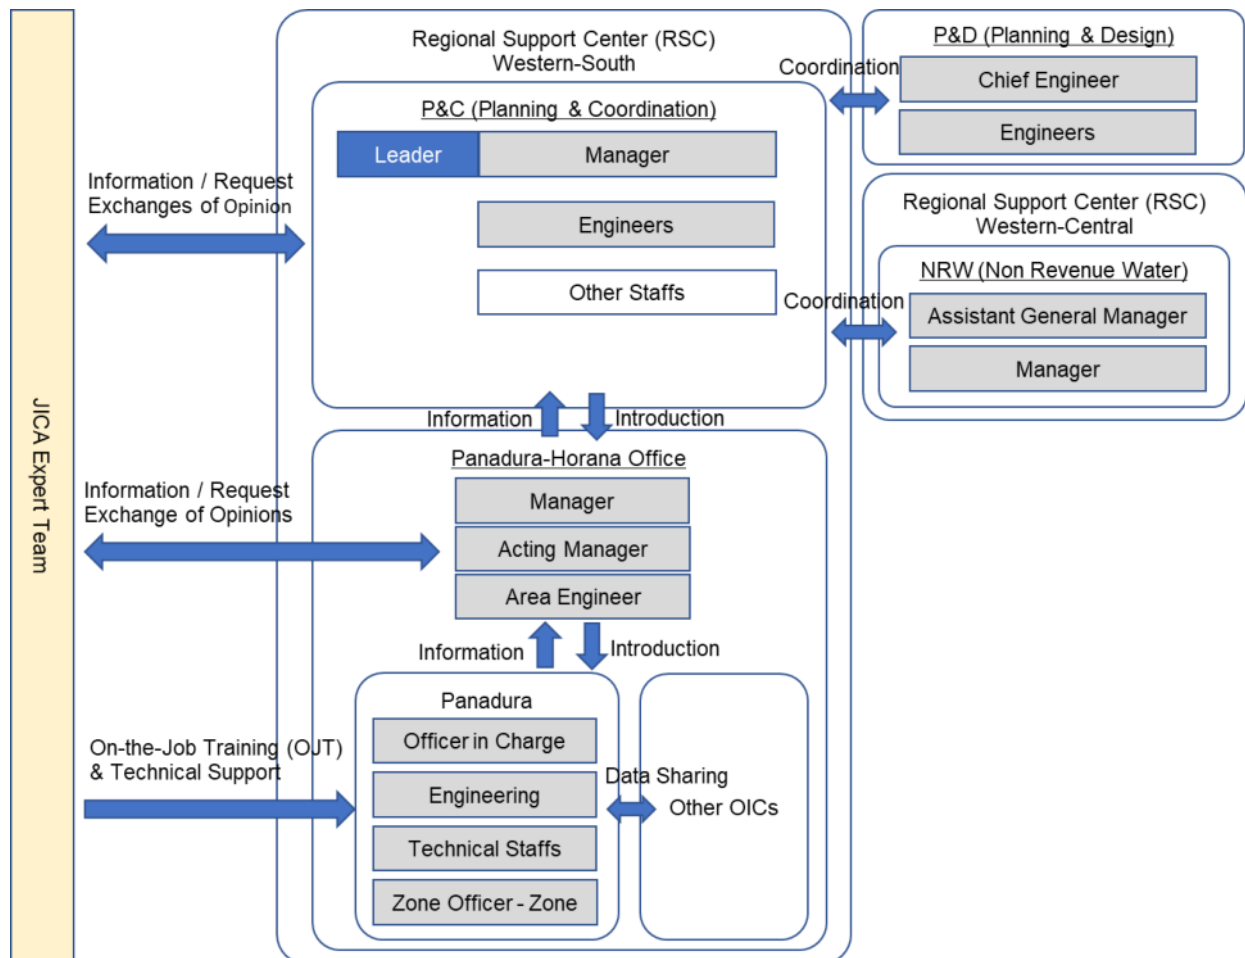 JICA Expert Team
Regional Support Center (RSC)
Western-South
P&C (Planning & Coordination)
Leader
Manager
Engineers
Other Staffs
Information / Request
Exchanges of Opinion
Coordination
P&D (Planning & Design)
Chief Engineer
Engineers
Regional Support Center (RSC)
Western-Central
NRW (Non Revenue Water)
Assistant General Manager
Manager
Coordination
Information
Introduction
Panadura-Horana Office
Manager
Acting Manager
Area Engineer
Information / Request
Exchange of Opinions
Information
Introduction
Panadura
Officer in Charge
Engineering
Technical Staffs
Zone Officer - Zone
On-the-Job Training (OJT)
& Technical Support
Data Sharing
Other OICs